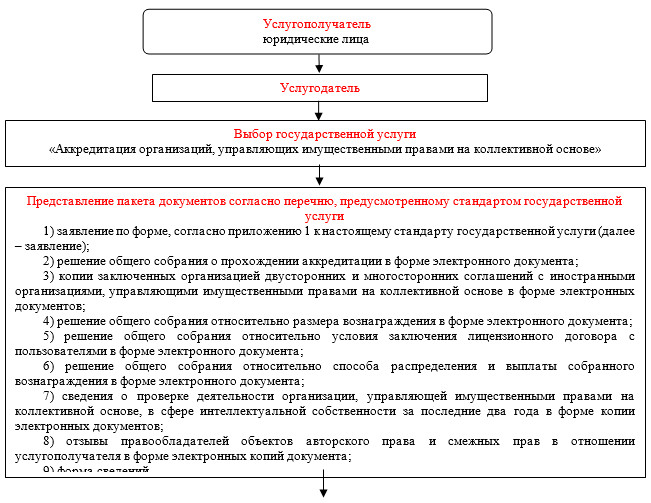 Услугополучатель
юридические лица
Услугодатель
Выбор государственной услуги
«Аккредитация организаций, управляющих имущественными правами на коллективной основе»
Представление пакета документов согласно перечню, предусмотренному стандартом государственной
услуги
1) заявление по форме, согласно приложению 1 к настоящему стандарту государственной услуги (далее
– заявление);
2) решение общего собрания о прохождении аккредитации в форме электронного документа;
3) копии заключенных организацией двусторонних и многосторонних соглашений с иностранными
организациями, управляющими имущественными правами на коллективной основе в форме электронных
документов;
4) решение общего собрания относительно размера вознаграждения в форме электронного документа;
5) решение общего собрания относительно условия заключения лицензионного договора с
пользователями в форме электронного документа;
6) решение общего собрания относительно способа распределения и выплаты собранного
вознаграждения в форме электронного документа;
7) сведения о проверке деятельности организации, управляющей имущественными правами на
коллективной основе, в сфере интеллектуальной собственности за последние два года в форме копии
электронных документов;
8) отзывы правообладателей объектов авторского права и смежных прав в отношении
услугополучателя в форме электронных копий документа;
9) форма сведений